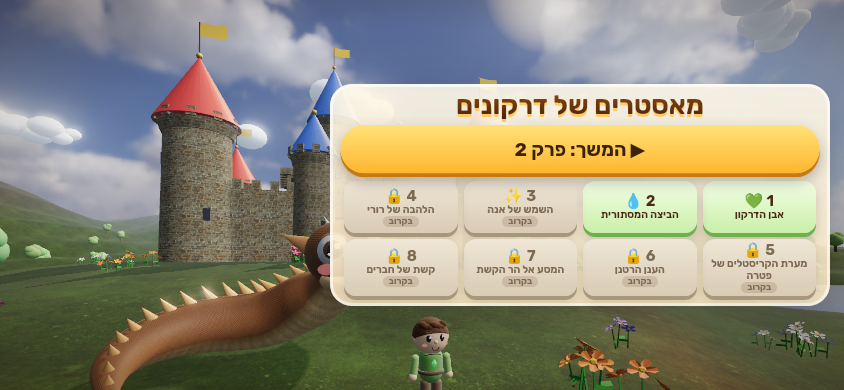 מאסטרים של דרקונים
▶ המשך: פרק 2
1 💚
אבן הדרקון
2 💧
הביצה המסתורית
3 ✨
השמש של אנה
בקרוב
4 🔒
הלהבה של רורי
בקרוב
5 🔒
מערת הקריסטלים של
פטרה
בקרוב
6 🔒
הענן הרטנן
בקרוב
7 🔒
המסע אל הר הקשת
בקרוב
8 🔒
קשת של חברים
בקרוב